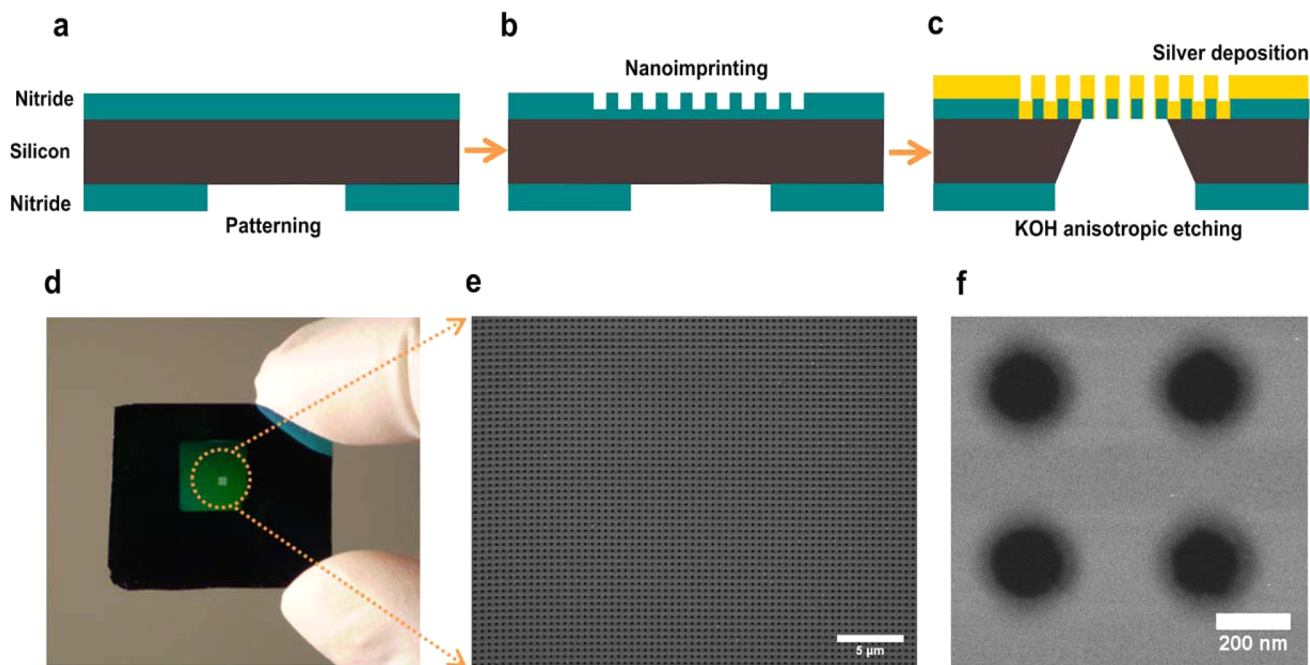 a
b
c
Silver deposition
Nanoimprinting
Nitride
Silicon
Nitride
Patterning
KOH anisotropic etching
d
e
f
5 µm
200 nm